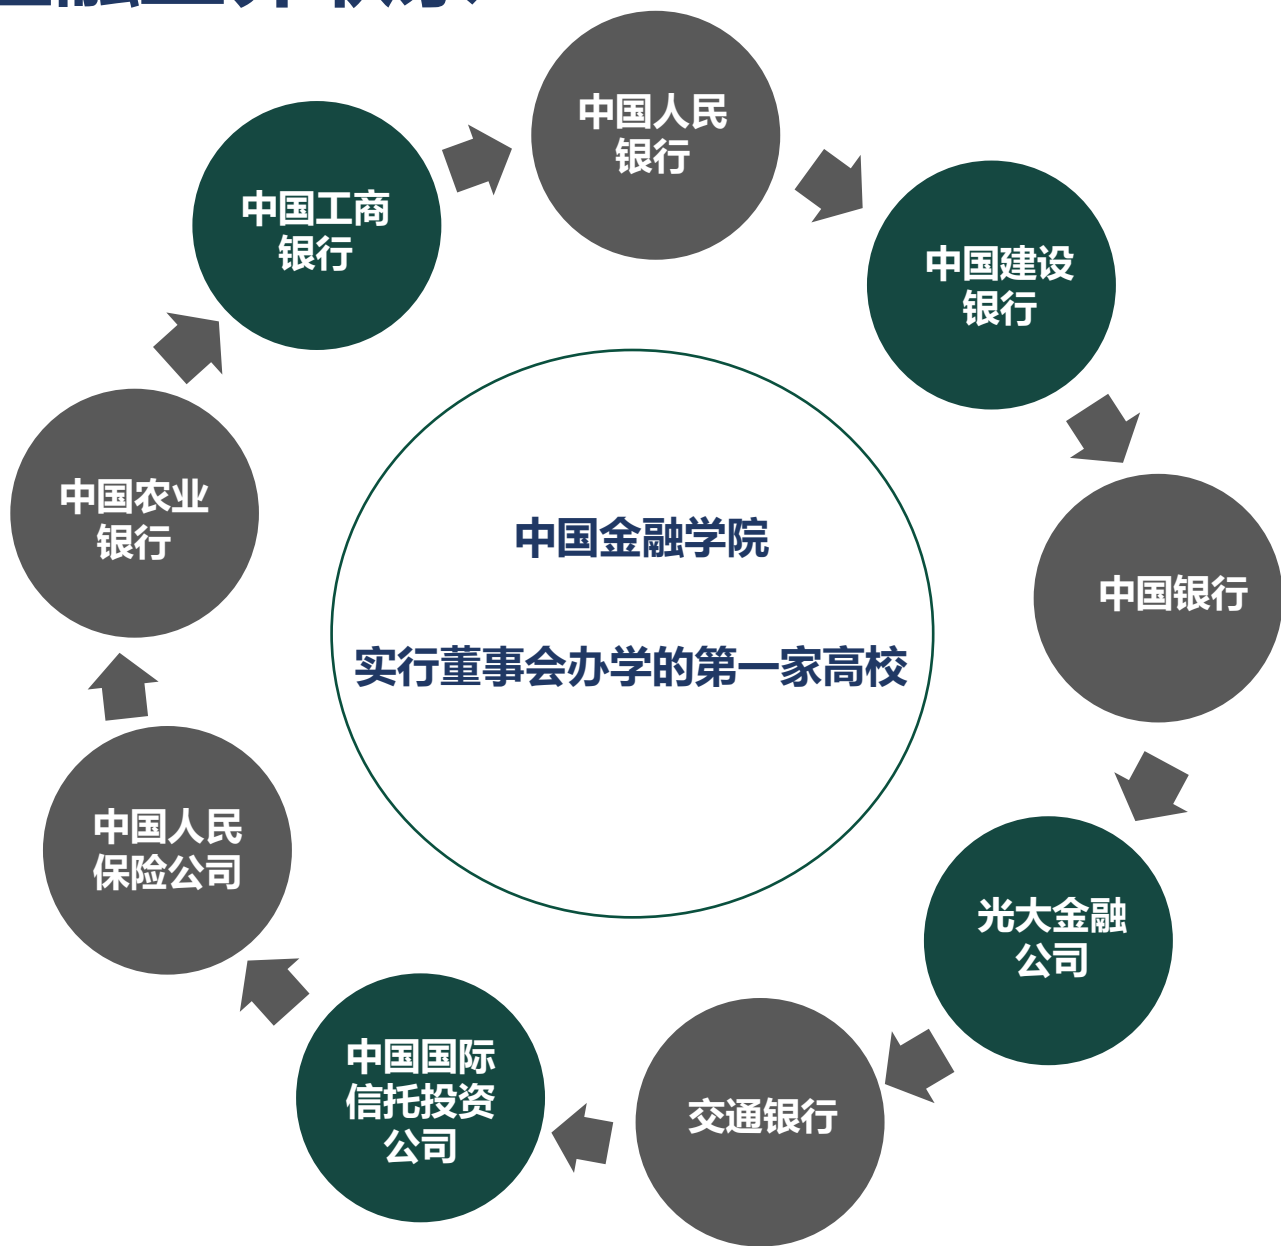 中国人民
银行
中国工商
银行
中国建设
银行
中国农业
银行
中国金融学院
中国银行
实行董事会办学的第一家高校
中国人民
保险公司
光大金融
公司
中国国际
信托投资
公司
交通银行